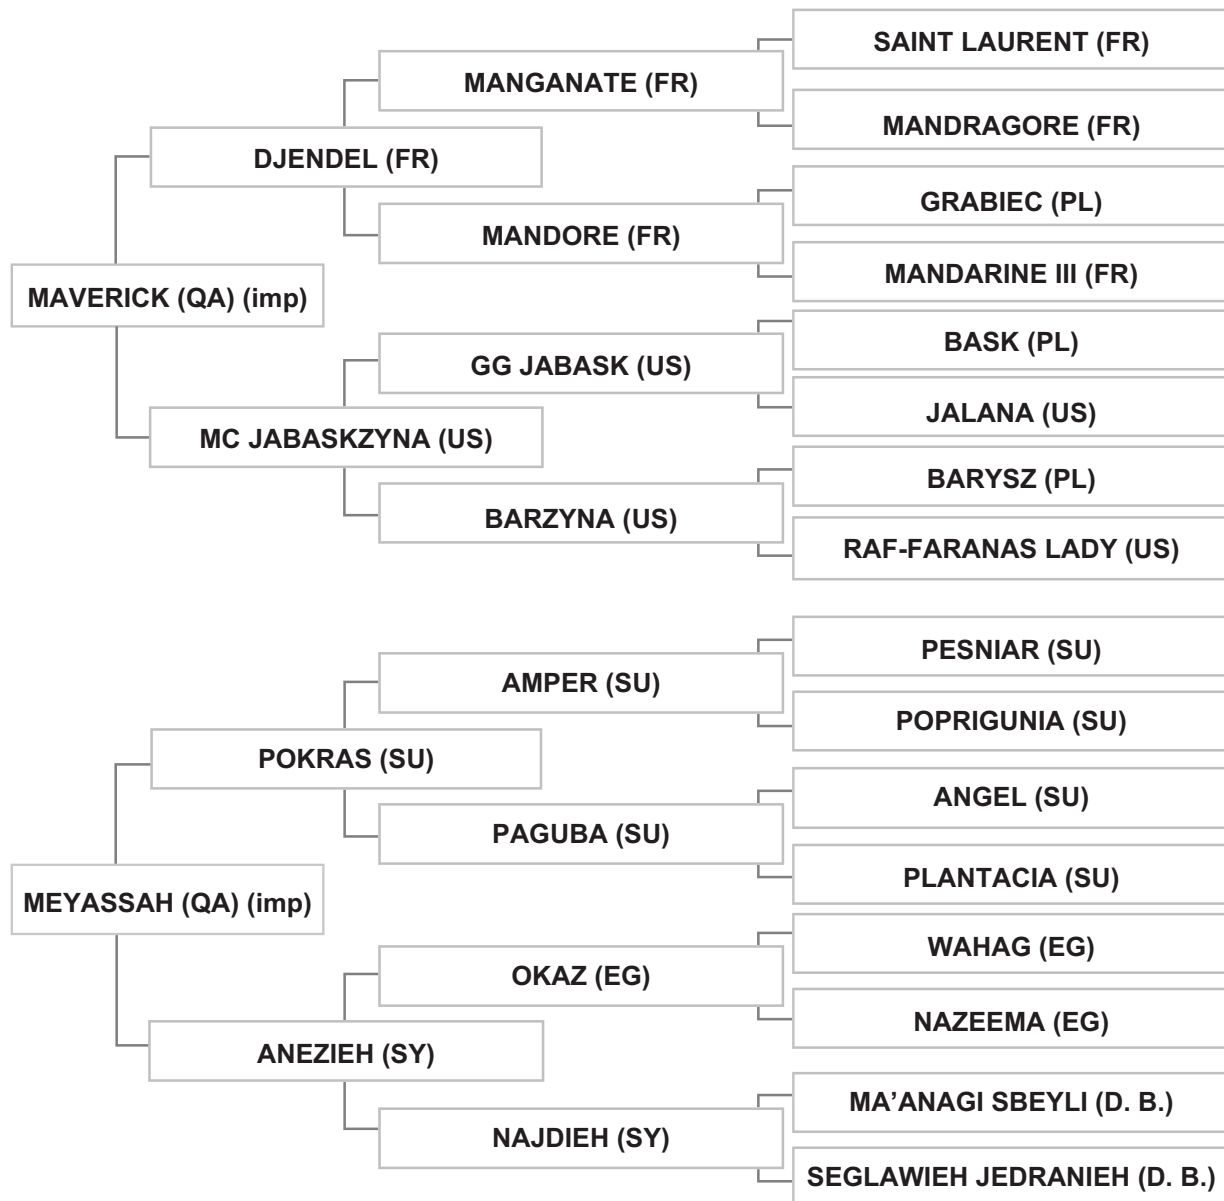 SAINT LAURENT (FR)
MANGANATE (FR)
MANDRAGORE (FR)
DJENDEL (FR)
GRABIEC (PL)
MANDORE (FR)
MANDARINE III (FR)
MAVERICK (QA) (imp)
BASK (PL)
GG JABASK (US)
JALANA (US)
MC JABASKZYNA (US)
BARYSZ (PL)
BARZYNA (US)
RAF-FARANAS LADY (US)
PESNIAR (SU)
AMPER (SU)
POPRIGUNIA (SU)
POKRAS (SU)
ANGEL (SU)
PAGUBA (SU)
PLANTACIA (SU)
MEYASSAH (QA) (imp)
WAHAG (EG)
OKAZ (EG)
NAZEEMA (EG)
ANEZIEH (SY)
MA’ANAGI SBEYLI (D. B.)
NAJDIEH (SY)
SEGLAWIEH JEDRANIEH (D. B.)